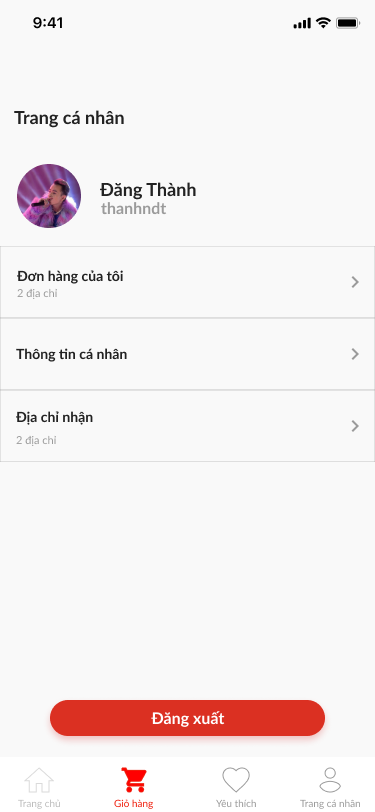 9:41
Trang cá nhân
Đăng Thành
thanhndt
Đơn hàng của tôi
2 địa chỉ
Thông tin cá nhân
Địa chỉ nhận
2 địa chỉ
Đăng xuất
Trang chủ
Giỏ hàng
Yêu thích
Trang cá nhân